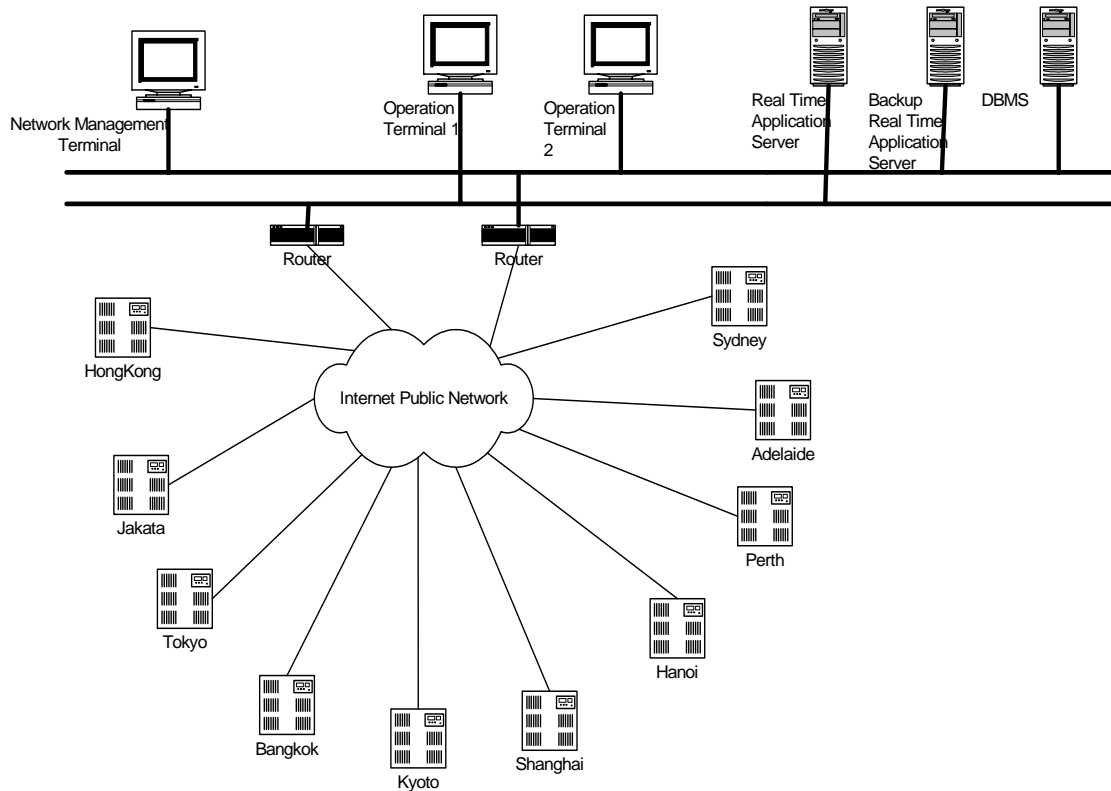 Network Management
Terminal
Operation
Terminal 1
Operation
Terminal
2
Real Time
Application
Server
Backup
Real Time
Application
Server
DBMS
Router
Router
HongKong
Sydney
Internet Public Network
Adelaide
Jakata
Perth
Tokyo
Hanoi
Bangkok
Kyoto
Shanghai